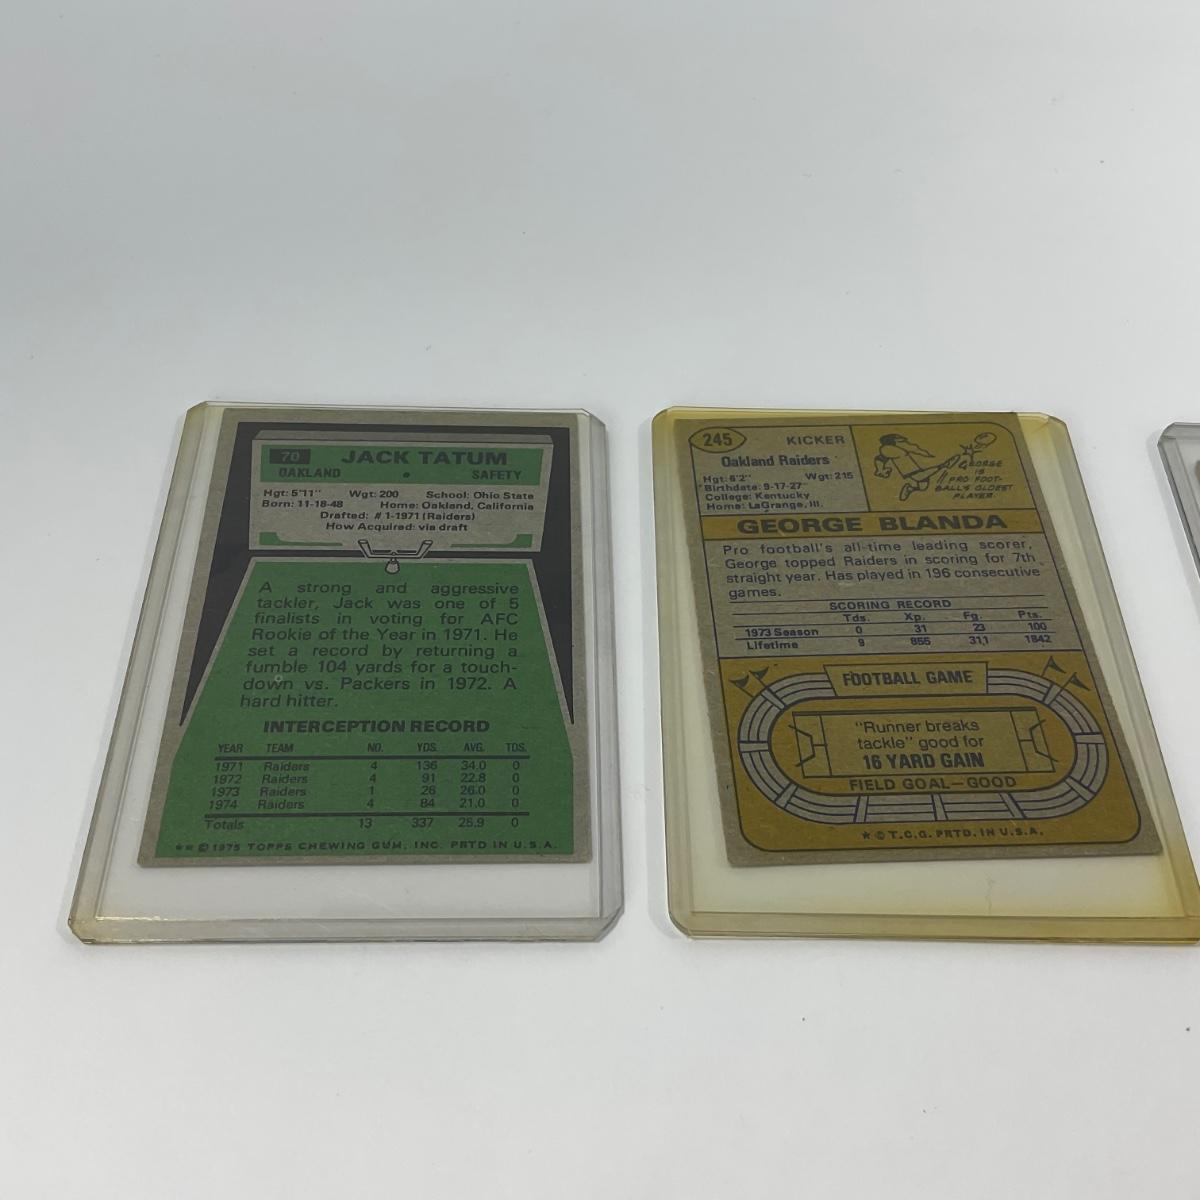 70 JACK TATUM
OAKLAND • SAFETY
Hgt: 5'11" Wgt: 200 School: Ohio State
Born: 11-18-48 Home: Oakland, California
Drafted: #1-1971 (Raiders)
How Acquired: via draft
A strong and aggressive
tackler, Jack was one of 5
finalists in voting for AFC
Rookie of the Year in 1971. He
set a record by returning a
fumble 104 yards for a touch-
down vs. Packers in 1972. A
hard hitter.
INTERCEPTION RECORD
YEAR TEAM NO. YDS. AVG. TDS.
1971 Raiders 4 136 34.0 0
1972 Raiders 4 91 22.8 0
1973 Raiders 1 26 26.0 0
1974 Raiders 4 84 21.0 0
Totals 13 337 25.9 0
★★ © 1975 TOPPS CHEWING GUM, INC. PRTD IN U.S.A.
245 KICKER
Oakland Raiders
Hgt: 6'2" Wgt: 215
Birthdate: 9-17-27
College: Kentucky
Home: LaGrange, Ill.
GEORGE
IS
PRO FOOT-
BALL'S OLDEST
PLAYER.
GEORGE BLANDA
Pro football's all-time leading scorer,
George topped Raiders in scoring for 7th
straight year. Has played in 196 consecutive
games.
SCORING RECORD
Tds. Xp. Fg. Pts.
1973 Season 0 31 23 100
Lifetime 9 855 311 1842
FOOTBALL GAME
"Runner breaks
tackle" good for
16 YARD GAIN
FIELD GOAL—GOOD
★ © T.C.G. PRTD. IN U.S.A.